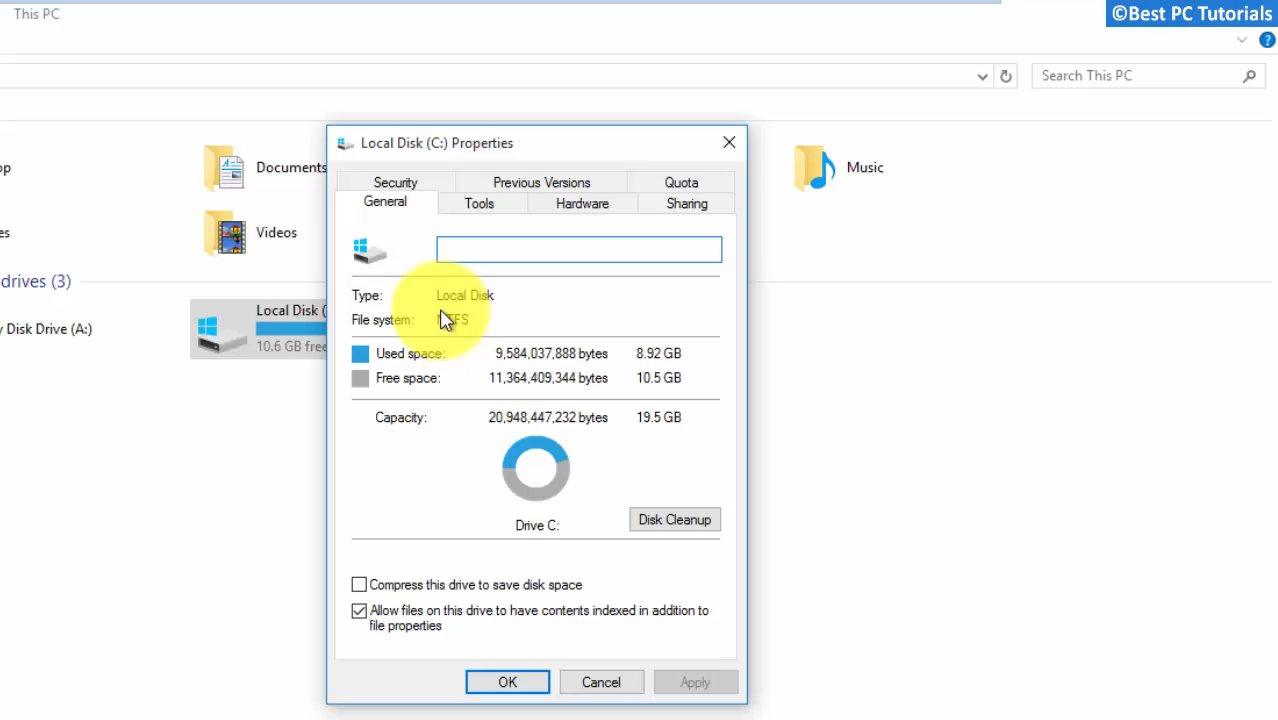 This PC
©Best PC Tutorials
Search This PC
Local Disk (C:) Properties
Documents
Music
Security Previous Versions Quota
General Tools Hardware Sharing
Videos
drives (3)
Type: Local Disk
File system: NTFS
Local Disk (
Disk Drive (A:)
10.6 GB free
Used space: 9,584,037,888 bytes 8.92 GB
Free space: 11,364,409,344 bytes 10.5 GB
Capacity: 20,948,447,232 bytes 19.5 GB
Drive C:
Disk Cleanup
Compress this drive to save disk space
Allow files on this drive to have contents indexed in addition to
file properties
OK Cancel Apply